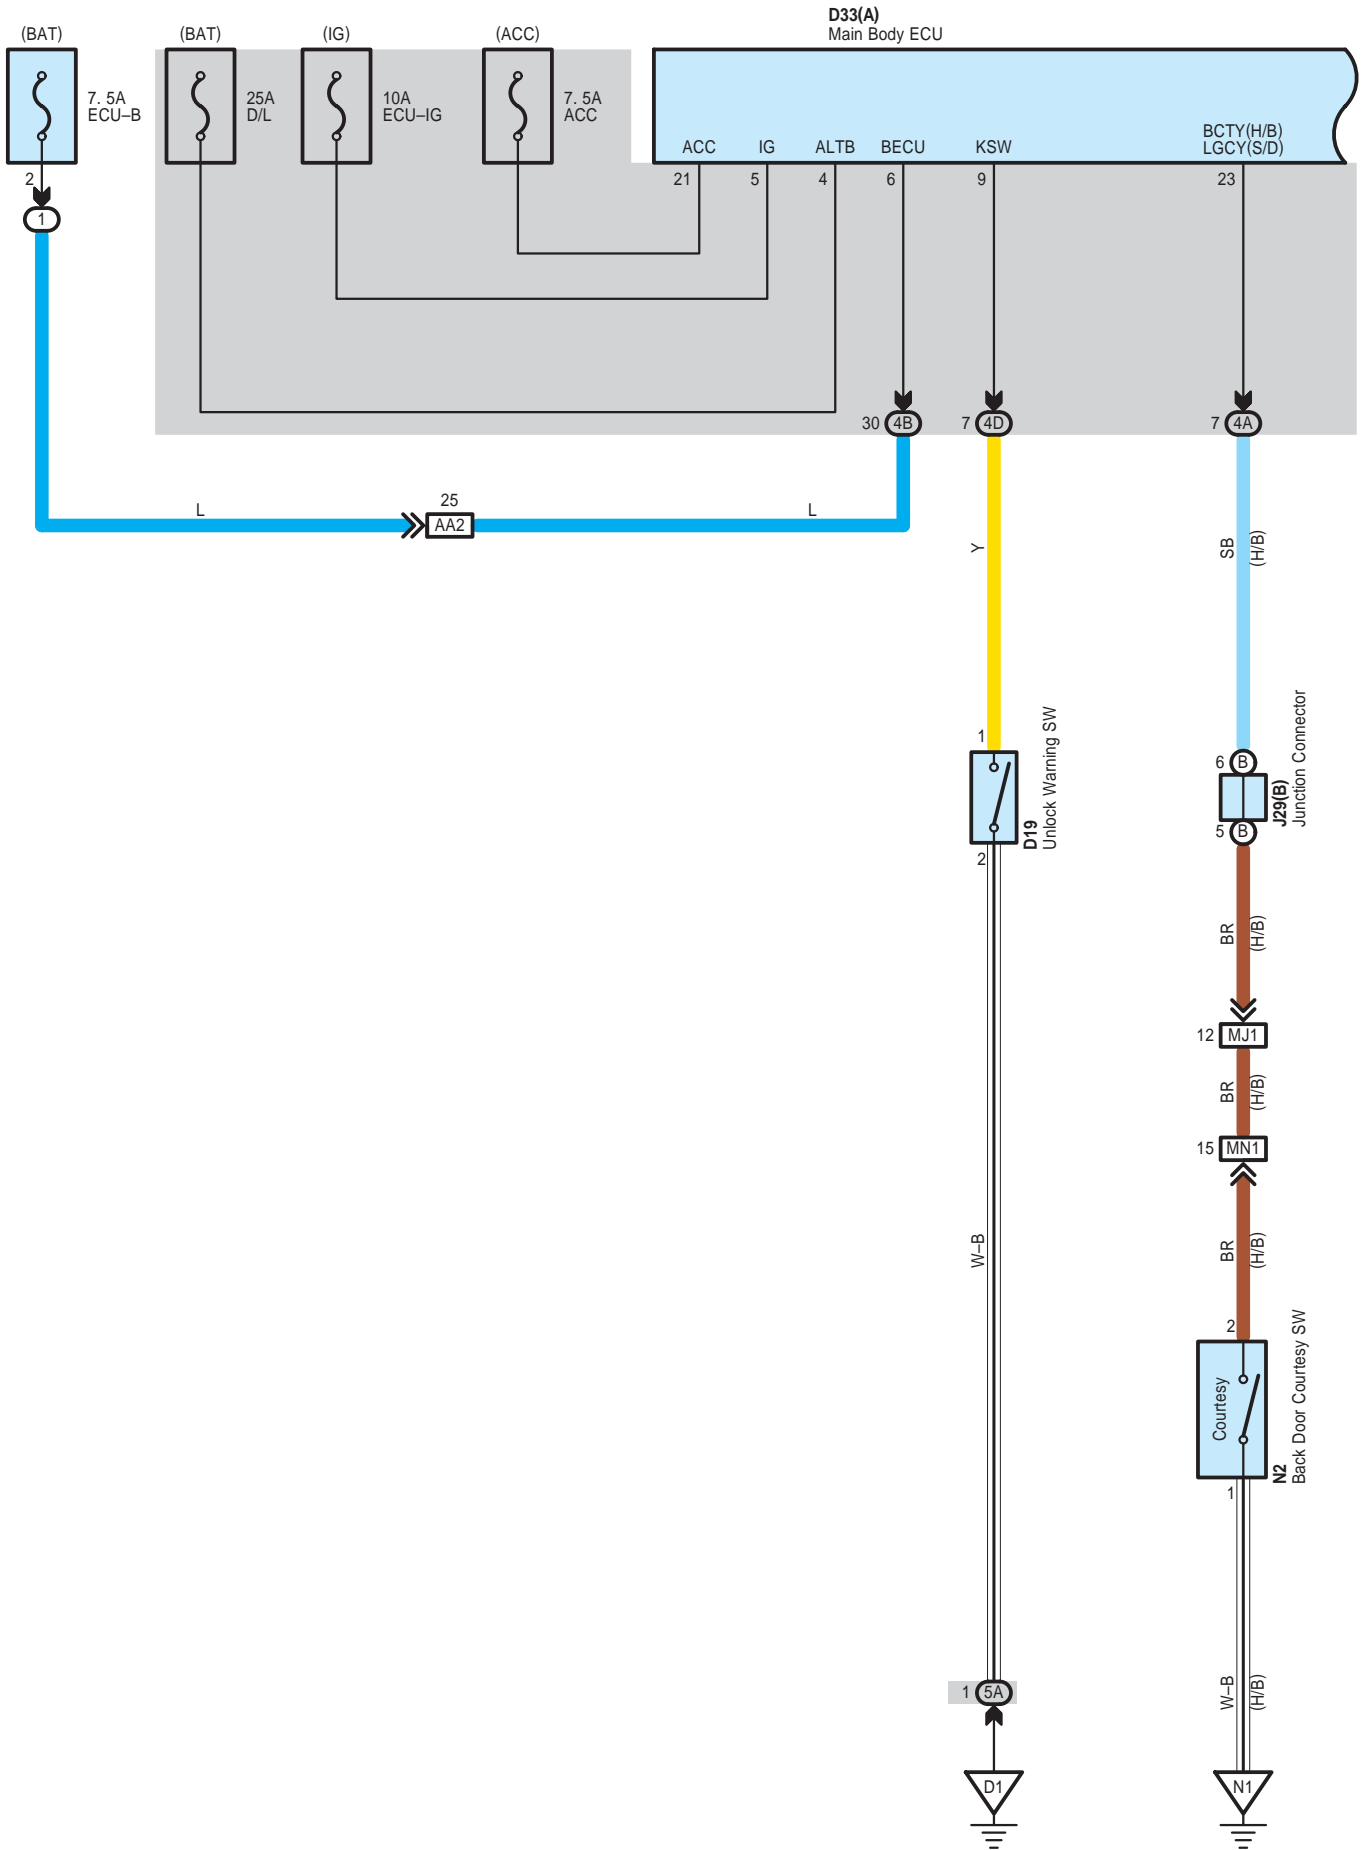 D33(A)
Main Body ECU
(BAT)
(BAT)
(IG)
(ACC)
7. 5A
ECU–B
25A
D/L
10A
ECU–IG
7. 5A
ACC
ACC
IG
ALTB
BECU
KSW
BCTY(H/B)
LGCY(S/D)
2
21
5
4
6
9
23
1
30
4B
7
4D
7
4A
25
L
AA2
L
Y
SB
(H/B)
1
2
D19
Unlock Warning SW
6
B
5
B
J29(B)
Junction Connector
BR
(H/B)
12
MJ1
BR
(H/B)
15
MN1
BR
(H/B)
W–B
2
Courtesy
1
N2
Back Door Courtesy SW
W–B
(H/B)
1
5A
D1
N1